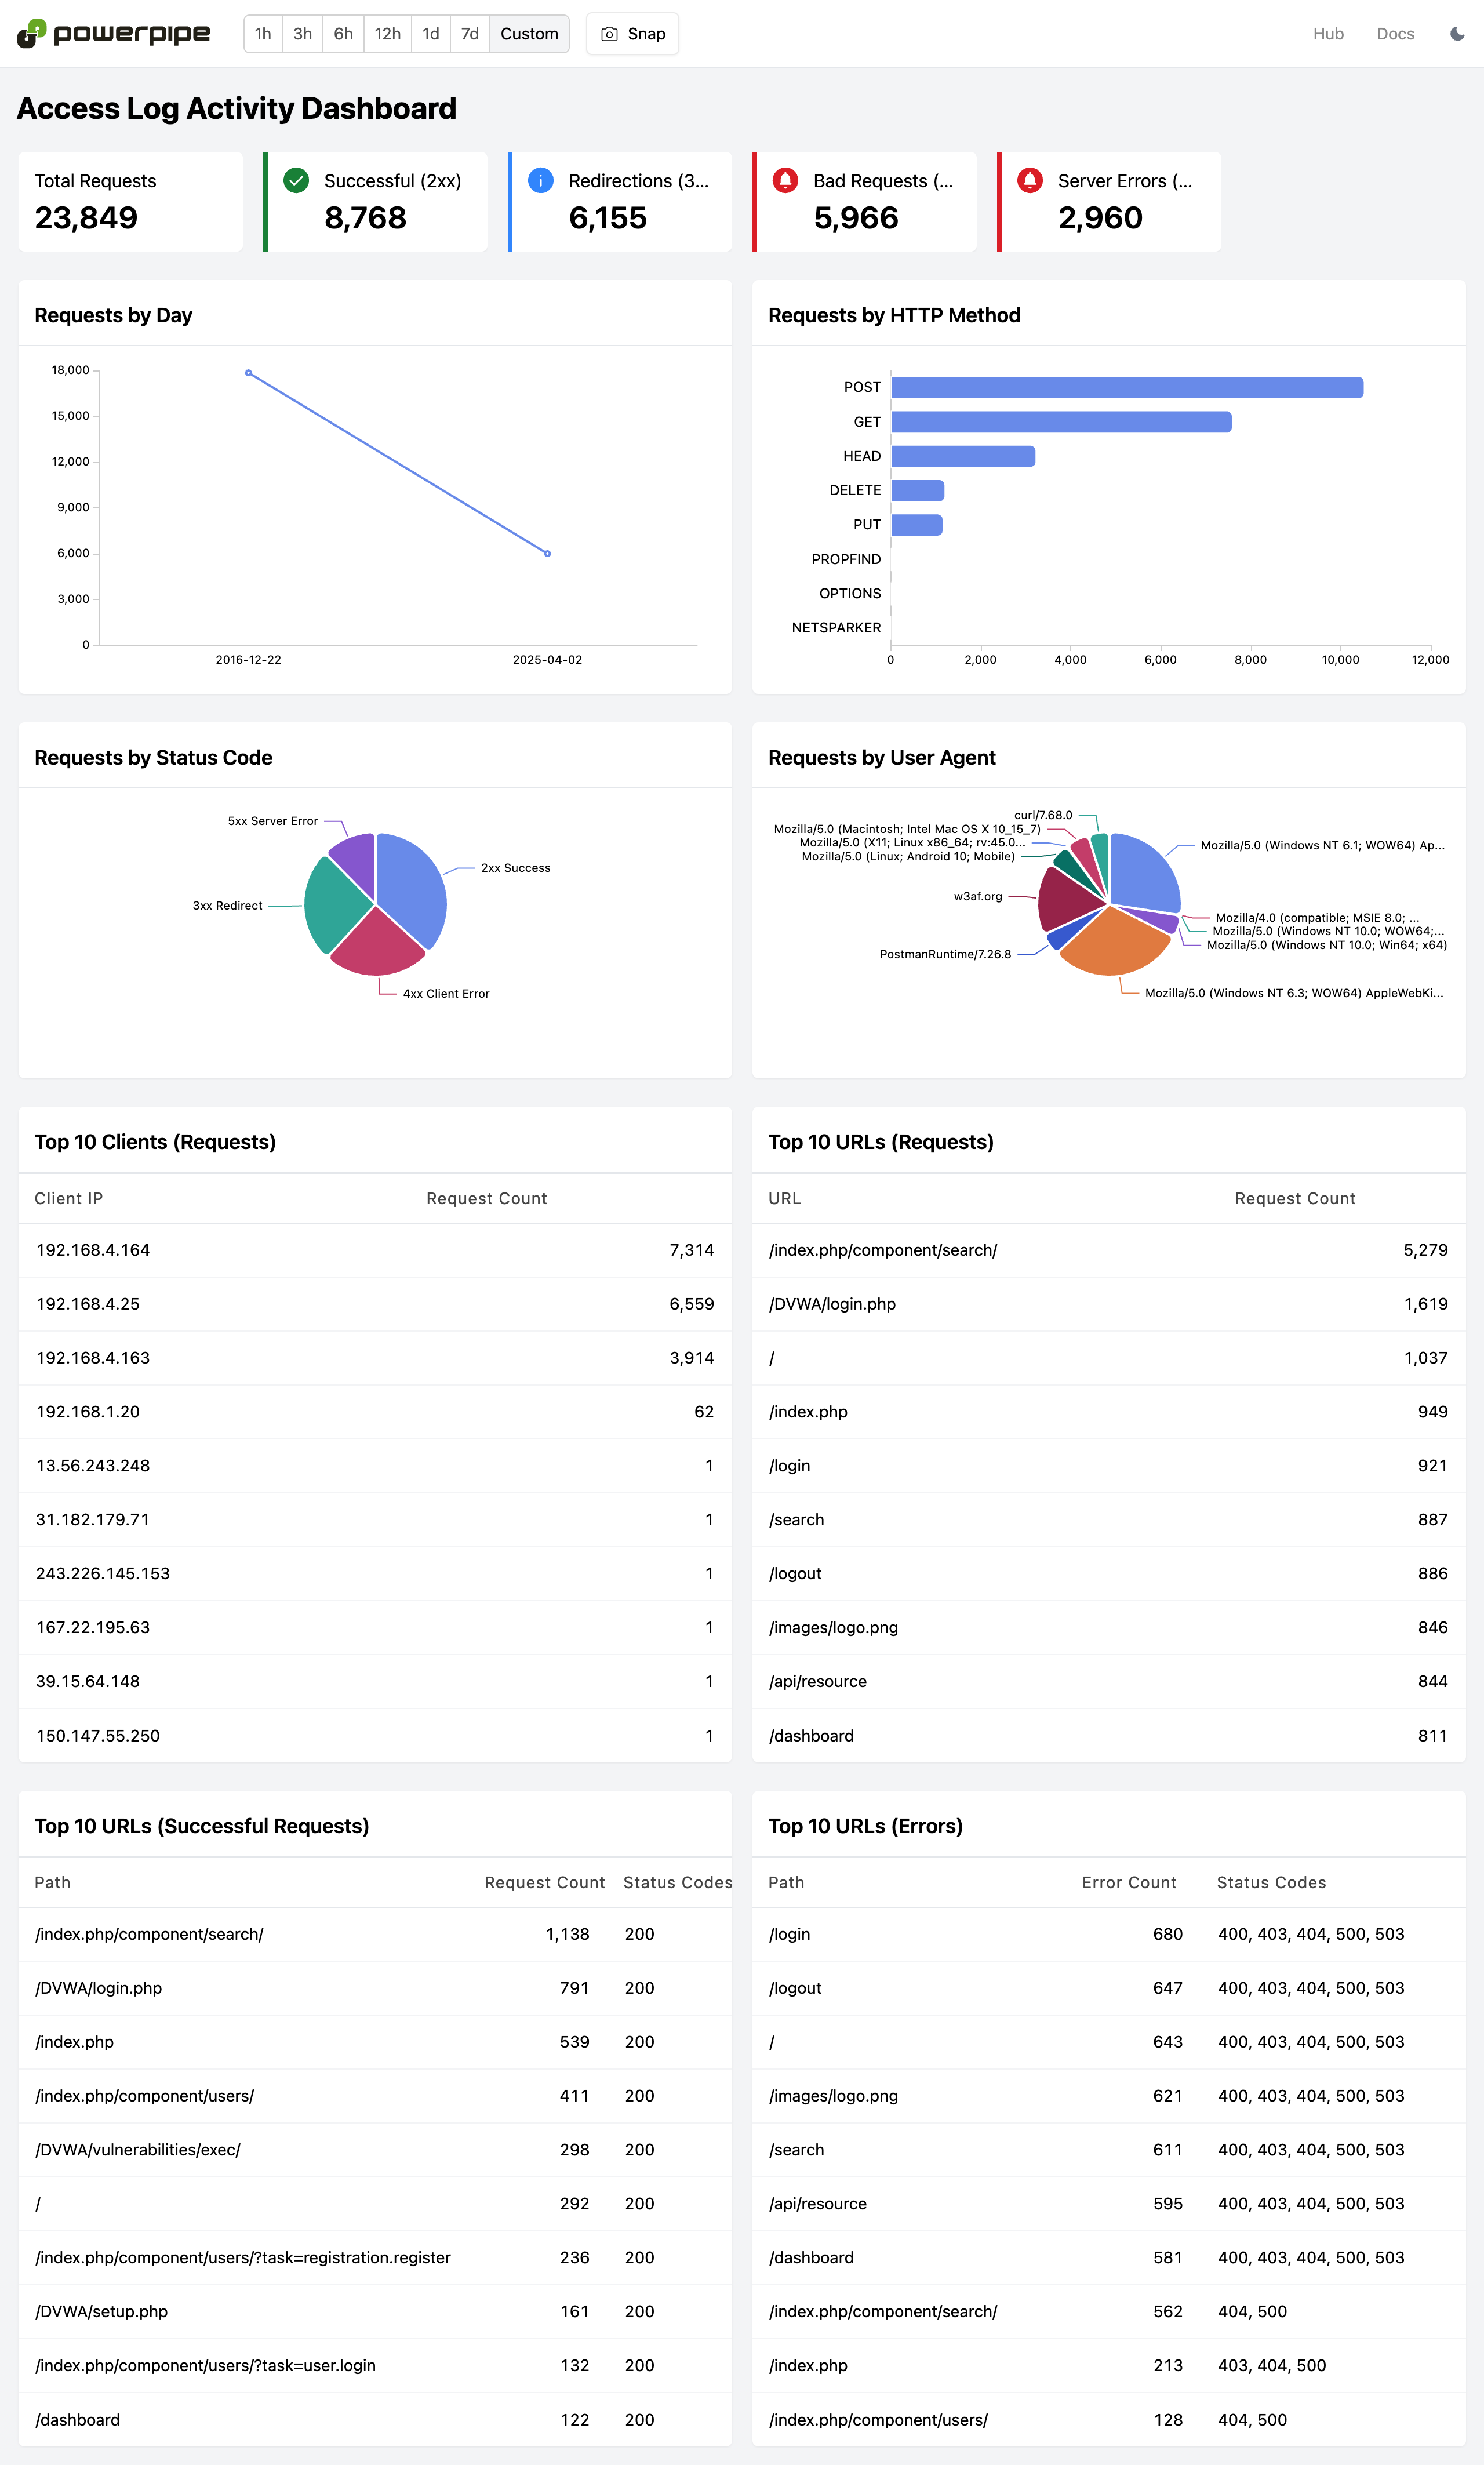 powerpipe
1h 3h 6h 12h 1d 7d Custom
Snap
Hub Docs
Access Log Activity Dashboard
Total Requests
23,849
Successful (2xx)
8,768
Redirections (3...
6,155
Bad Requests (...
5,966
Server Errors (...
2,960
Requests by Day
18,000
15,000
12,000
9,000
6,000
3,000
0
2016-12-22 2025-04-02
Requests by HTTP Method
POST
GET
HEAD
DELETE
PUT
PROPFIND
OPTIONS
NETSPARKER
0 2,000 4,000 6,000 8,000 10,000 12,000
Requests by Status Code
5xx Server Error
2xx Success
3xx Redirect
4xx Client Error
Requests by User Agent
curl/7.68.0
Mozilla/5.0 (Macintosh; Intel Mac OS X 10_15_7)
Mozilla/5.0 (X11; Linux x86_64; rv:45.0...
Mozilla/5.0 (Linux; Android 10; Mobile)
w3af.org
PostmanRuntime/7.26.8
Mozilla/5.0 (Windows NT 6.1; WOW64) Ap...
Mozilla/4.0 (compatible; MSIE 8.0; ...
Mozilla/5.0 (Windows NT 10.0; WOW64;...
Mozilla/5.0 (Windows NT 10.0; Win64; x64)
Mozilla/5.0 (Windows NT 6.3; WOW64) AppleWebKi...
Top 10 Clients (Requests)
Client IP Request Count
192.168.4.164 7,314
192.168.4.25 6,559
192.168.4.163 3,914
192.168.1.20 62
13.56.243.248 1
31.182.179.71 1
243.226.145.153 1
167.22.195.63 1
39.15.64.148 1
150.147.55.250 1
Top 10 URLs (Requests)
URL Request Count
/index.php/component/search/ 5,279
/DVWA/login.php 1,619
/ 1,037
/index.php 949
/login 921
/search 887
/logout 886
/images/logo.png 846
/api/resource 844
/dashboard 811
Top 10 URLs (Successful Requests)
Path Request Count Status Codes
/index.php/component/search/ 1,138 200
/DVWA/login.php 791 200
/index.php 539 200
/index.php/component/users/ 411 200
/DVWA/vulnerabilities/exec/ 298 200
/ 292 200
/index.php/component/users/?task=registration.register 236 200
/DVWA/setup.php 161 200
/index.php/component/users/?task=user.login 132 200
/dashboard 122 200
Top 10 URLs (Errors)
Path Error Count Status Codes
/login 680 400, 403, 404, 500, 503
/logout 647 400, 403, 404, 500, 503
/ 643 400, 403, 404, 500, 503
/images/logo.png 621 400, 403, 404, 500, 503
/search 611 400, 403, 404, 500, 503
/api/resource 595 400, 403, 404, 500, 503
/dashboard 581 400, 403, 404, 500, 503
/index.php/component/search/ 562 404, 500
/index.php 213 403, 404, 500
/index.php/component/users/ 128 404, 500